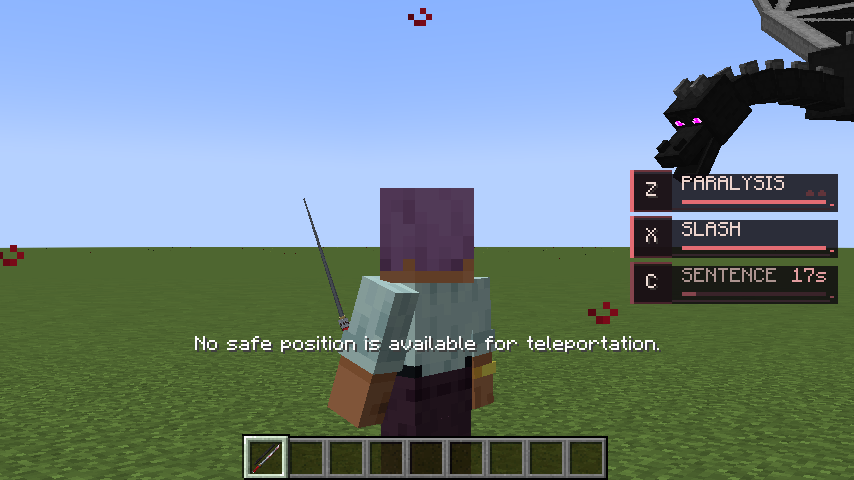 Z PARALYSIS
X SLASH
C SENTENCE 17s
No safe position is available for teleportation.